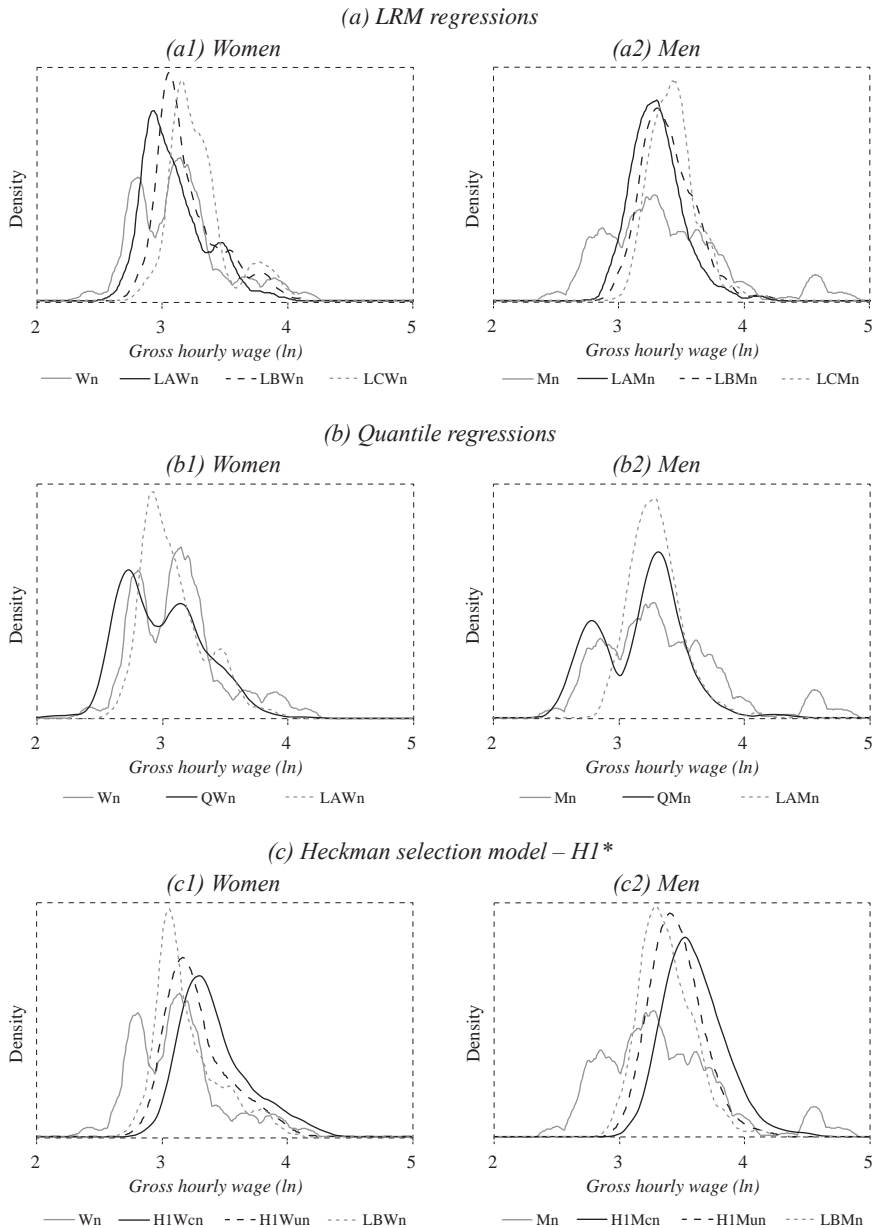 (a) LRM regressions
(a1) Women
(a2) Men
Density
Density
2 3 4 5
2 3 4 5
Gross hourly wage (ln)
Gross hourly wage (ln)
Wn LAWn LBWn LCWn
Mn LAMn LBMn LCMn
(b) Quantile regressions
(b1) Women
(b2) Men
Density
Density
2 3 4 5
2 3 4 5
Gross hourly wage (ln)
Gross hourly wage (ln)
Wn QWn LAWn
Mn QMn LAMn
(c) Heckman selection model – H1*
(c1) Women
(c2) Men
Density
Density
2 3 4 5
2 3 4 5
Gross hourly wage (ln)
Gross hourly wage (ln)
Wn H1Wcn H1Wun LBWn
Mn H1Mcn H1Mun LBMn